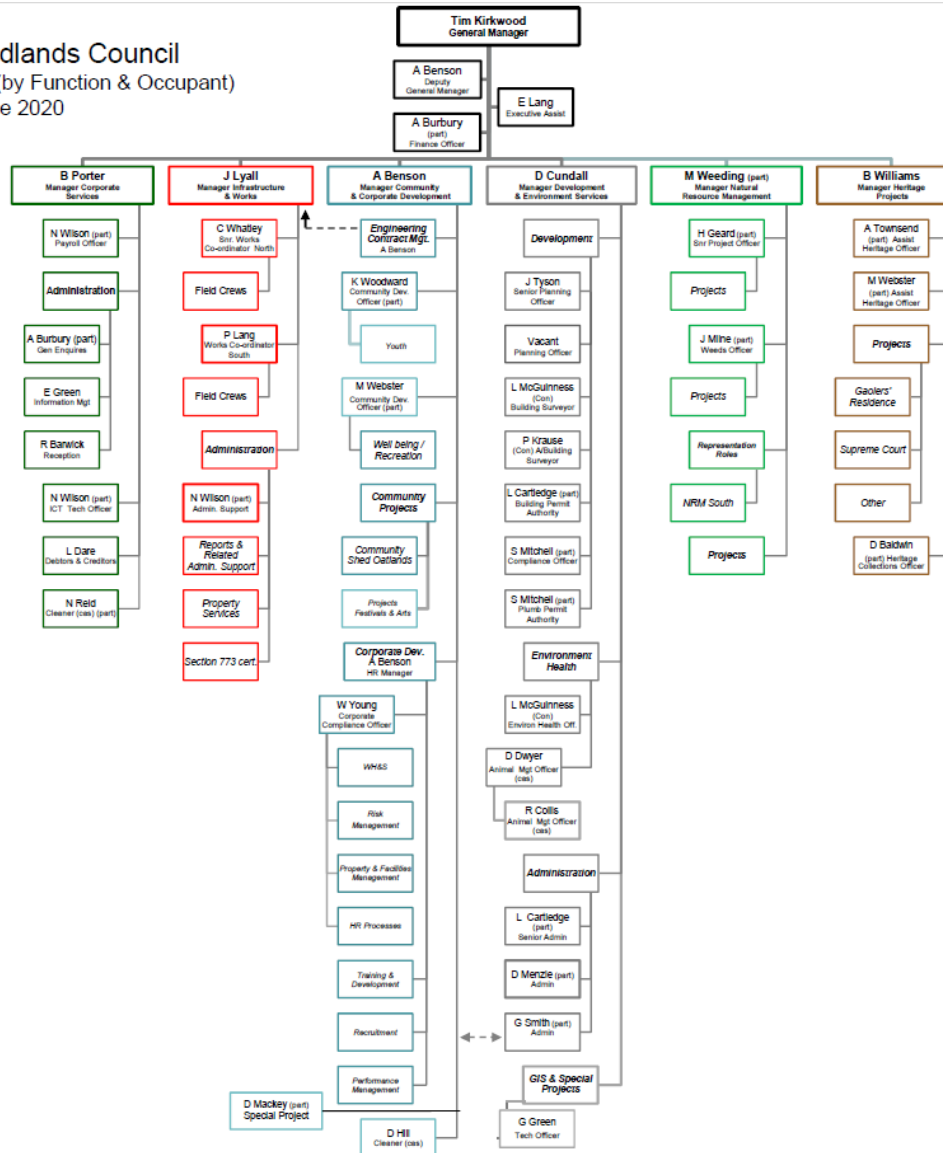 Tim Kirkwood
General Manager
dlands Council
(by Function & Occupant)
e 2020
A Benson
Deputy
General Manager
E Lang
Executive Assist
A Burbury
(part)
Finance Officer
B Porter
Manager Corporate
Services
N Wilson (part)
Payroll Officer
Administration
A Burbury (part)
Gen Enquires
E Green
Information Mgt
R Barwick
Reception
N Wilson (part)
ICT Tech Officer
L Dare
Debtors & Creditors
N Reid
Cleaner (cas) (part)
J Lyall
Manager Infrastructure
& Works
C Whatley
Snr. Works
Co-ordinator North
Field Crews
P Lang
Works Co-ordinator
South
Field Crews
Administration
N Wilson (part)
Admin. Support
Reports &
Related
Admin. Support
Property
Services
Section 773 cert.
A Benson
Manager Community
& Corporate Development
Engineering
Contract Mgt.
A Benson
K Woodward
Community Dev.
Officer (part)
Youth
M Webster
Community Dev.
Officer (part)
Well being /
Recreation
Community
Projects
Community
Shed Oatlands
Projects
Festivals & Arts
Corporate Dev.
A Benson
HR Manager
W Young
Corporate
Compliance Officer
WH&S
Risk
Management
Property & Facilities
Management
HR Processes
Training &
Development
Recruitment
Performance
Management
D Mackey (part)
Special Project
D Hill
Cleaner (cas)
D Cundall
Manager Development
& Environment Services
Development
J Tyson
Senior Planning
Officer
Vacant
Planning Officer
L McGuinness
(Con)
Building Surveyor
P Krause
(Con) A/Building
Surveyor
L Cartledge (part)
Building Permit
Authority
S Mitchell (part)
Compliance Officer
S Mitchell (part)
Plumb Permit
Authority
Environment
Health
L McGuinness
(Con)
Environ Health Off.
D Dwyer
Animal Mgt Officer
(cas)
R Collis
Animal Mgt Officer
(cas)
Administration
L Cartledge
(part)
Senior Admin
D Menzie (part)
Admin
G Smith (part)
Admin
GIS & Special
Projects
G Green
Tech Officer
M Weeding (part)
Manager Natural
Resource Management
H Geard (part)
Snr Project Officer
Projects
J Milne (part)
Weeds Officer
Projects
Representation
Roles
NRM South
Projects
B Williams
Manager Heritage
Projects
A Townsend
(part) Assist
Heritage Officer
M Webster
(part) Assist
Heritage Officer
Projects
Gaolers'
Residence
Supreme Court
Other
D Baldwin
(part) Heritage
Collections Officer